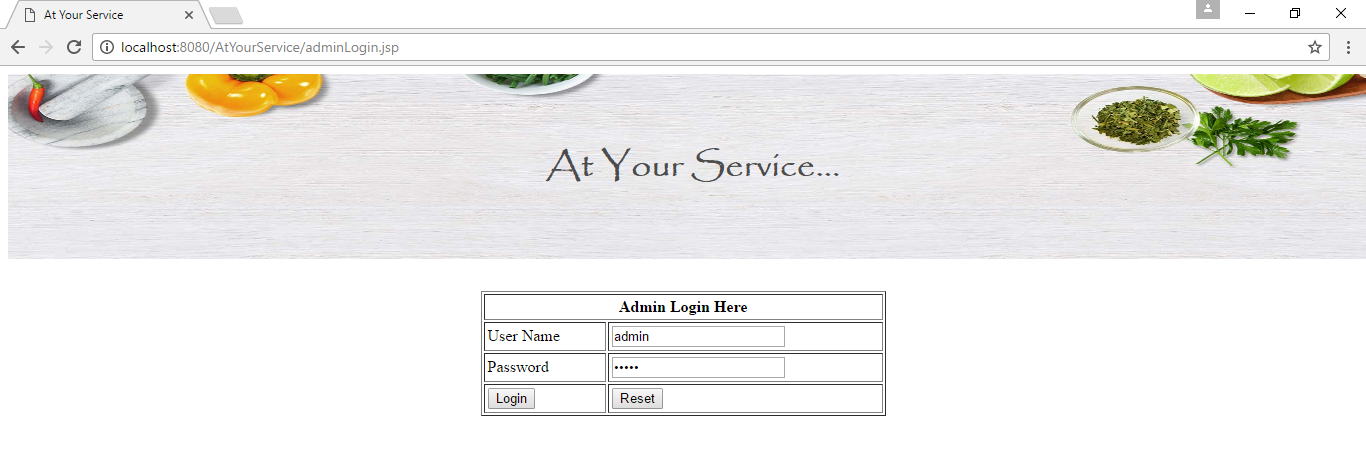 At Your Service
localhost:8080/AtYourService/adminLogin.jsp
At Your Service...
Admin Login Here
User Name admin
Password •••••
Login Reset